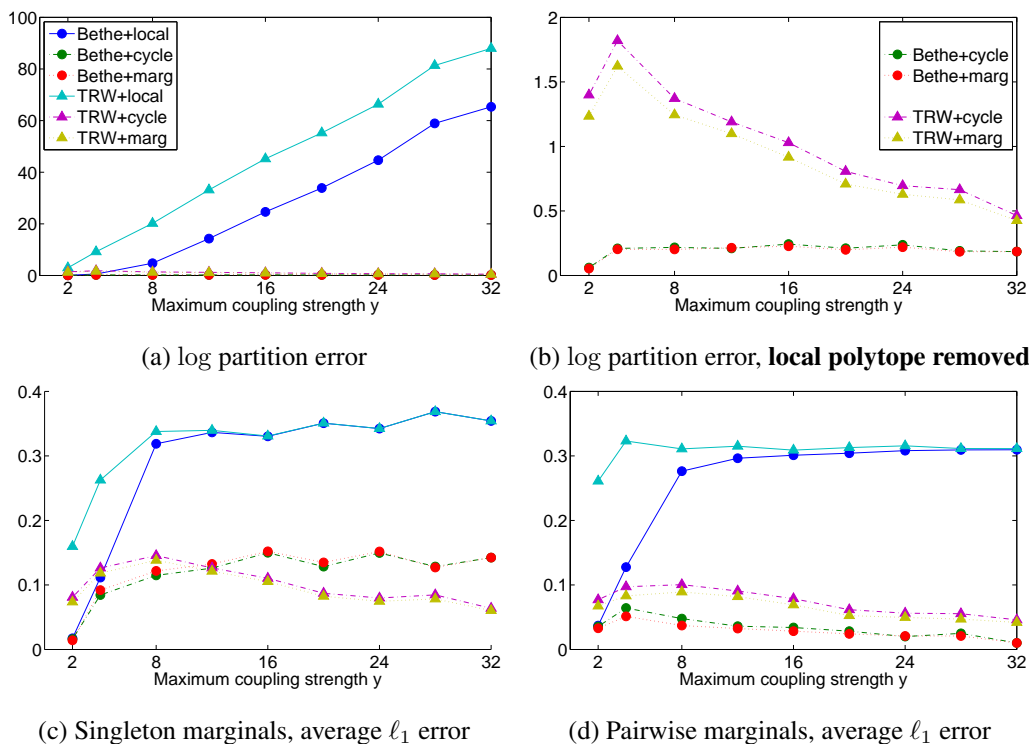 100
80
60
40
20
0
2 8 16 24 32
Bethe+local
Bethe+cycle
Bethe+marg
TRW+local
TRW+cycle
TRW+marg
Maximum coupling strength y
(a) log partition error
2
1.5
1
0.5
0
2 8 16 24 32
Bethe+cycle
Bethe+marg
TRW+cycle
TRW+marg
Maximum coupling strength y
(b) log partition error, local polytope removed
0.4
0.3
0.2
0.1
0
2 8 16 24 32
Maximum coupling strength y
(c) Singleton marginals, average ℓ1 error
0.4
0.3
0.2
0.1
0
2 8 16 24 32
Maximum coupling strength y
(d) Pairwise marginals, average ℓ1 error